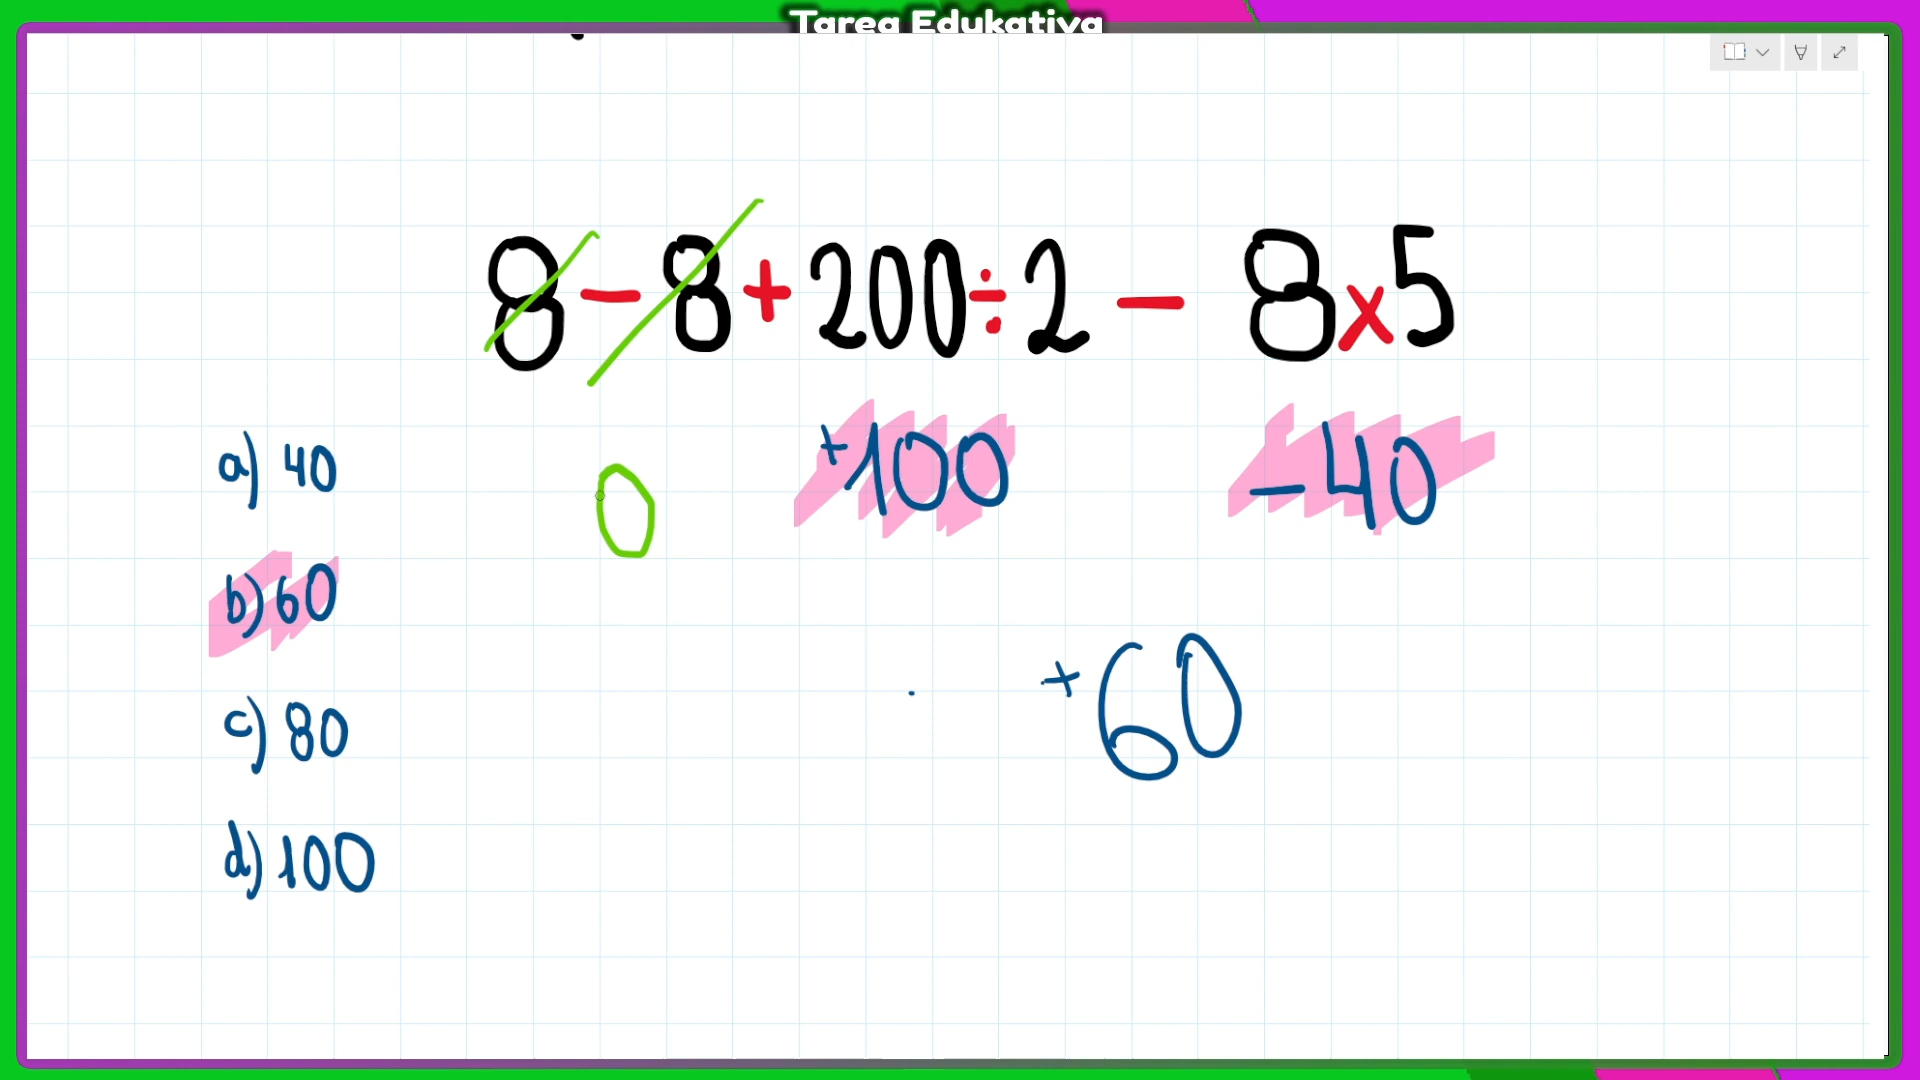 Tarea Edukativa
8 - 8 + 200 ÷ 2 - 8 x 5
a) 40
0 +100 -40
b) 60
+60
c) 80
d) 100